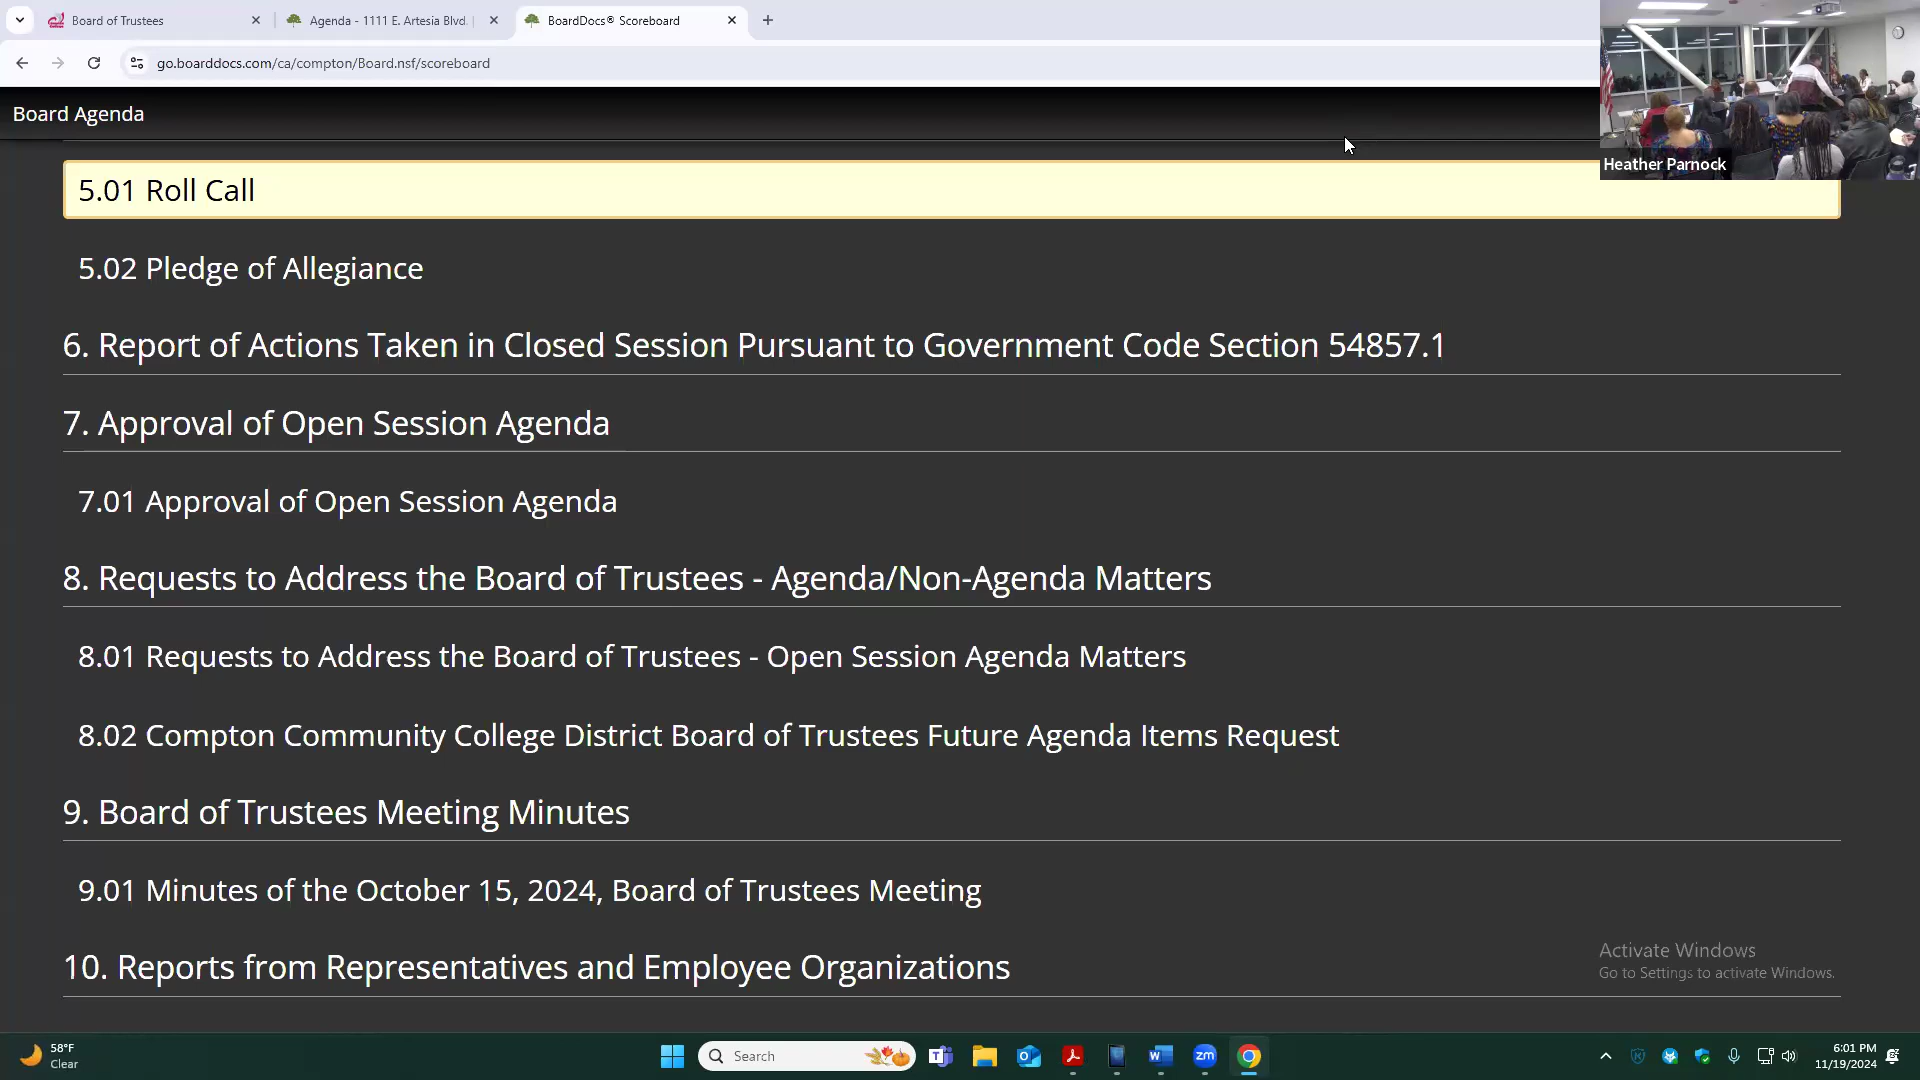 Board of Trustees
Agenda - 1111 E. Artesia Blvd.
BoardDocs® Scoreboard
go.boarddocs.com/ca/compton/Board.nsf/scoreboard
Board Agenda
Heather Parnock
5.01 Roll Call
5.02 Pledge of Allegiance
6. Report of Actions Taken in Closed Session Pursuant to Government Code Section 54857.1
7. Approval of Open Session Agenda
7.01 Approval of Open Session Agenda
8. Requests to Address the Board of Trustees - Agenda/Non-Agenda Matters
8.01 Requests to Address the Board of Trustees - Open Session Agenda Matters
8.02 Compton Community College District Board of Trustees Future Agenda Items Request
9. Board of Trustees Meeting Minutes
9.01 Minutes of the October 15, 2024, Board of Trustees Meeting
10. Reports from Representatives and Employee Organizations
Activate Windows
Go to Settings to activate Windows.
58°F
Clear
Search
zm
6:01 PM
11/19/2024